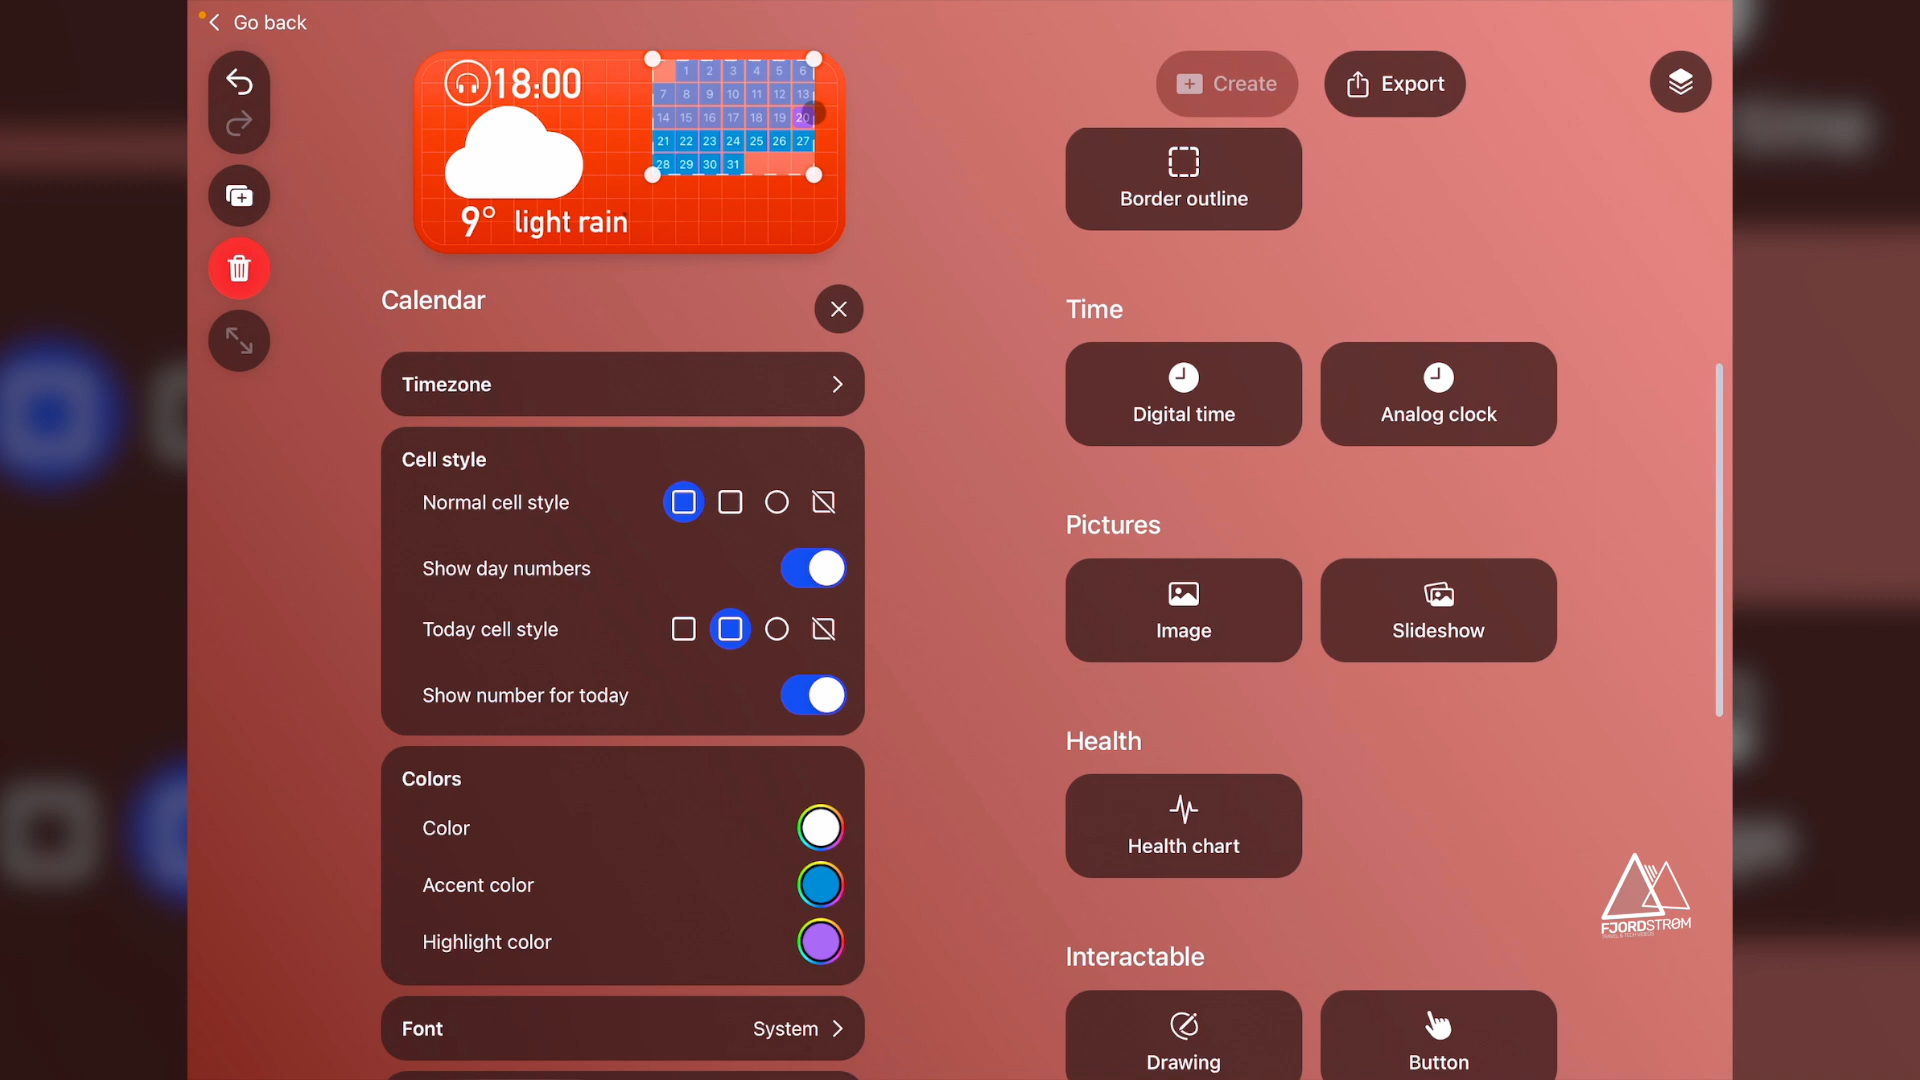 Go back
18:00
9° light rain
1 2 3 4 5 6
7 8 9 10 11 12 13
14 15 16 17 18 19 20
21 22 23 24 25 26 27
28 29 30 31
Create
Export
Calendar
Timezone
Cell style
Normal cell style
Show day numbers
Today cell style
Show number for today
Colors
Color
Accent color
Highlight color
Font System
Border outline
Time
Digital time
Analog clock
Pictures
Image
Slideshow
Health
Health chart
Interactable
Drawing
Button
FJORDSTRØM